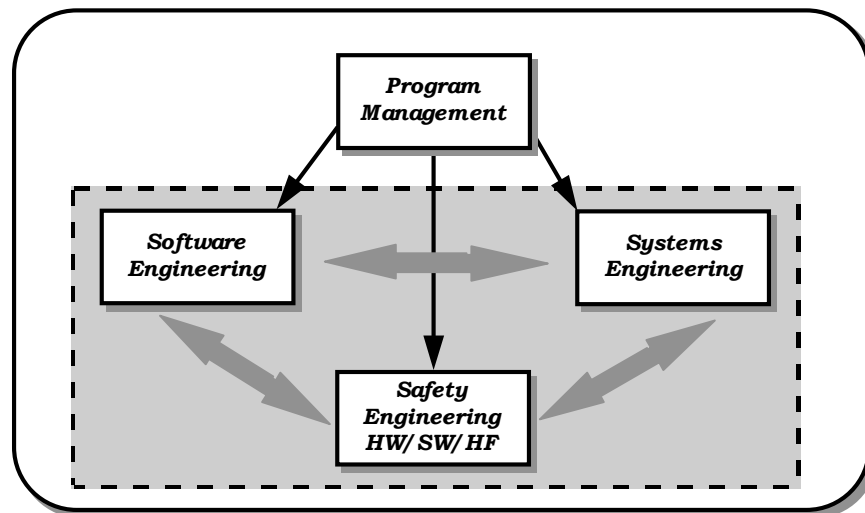 Program
Management
Software
Engineering
Systems
Engineering
Safety
Engineering
HW/SW/HF